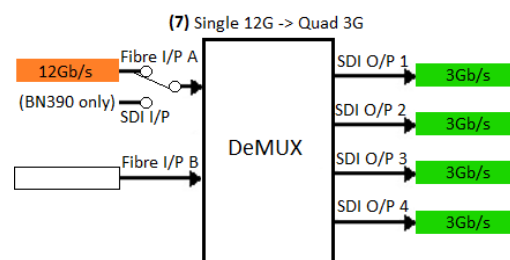 (7) Single 12G -> Quad 3G
Fibre I/P A
12Gb/s
(BN390 only)
SDI I/P
Fibre I/P B
DeMUX
SDI O/P 1
3Gb/s
SDI O/P 2
3Gb/s
SDI O/P 3
3Gb/s
SDI O/P 4
3Gb/s